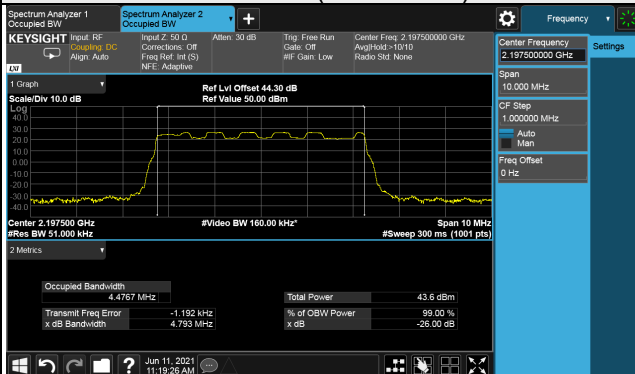 Spectrum Analyzer 1
Occupied BW
Spectrum Analyzer 2
Occupied BW
Frequency
KEYSIGHT
Input: RF
Coupling: DC
Align: Auto
Input Z: 50 Ω
Corrections: Off
Freq Ref: Int (S)
NFE: Adaptive
Atten: 30 dB
Trig: Free Run
Gate: Off
#IF Gain: Low
Center Freq: 2.197500000 GHz
Avg|Hold:>10/10
Radio Std: None
LXI
Center Frequency
2.197500000 GHz
Settings
Span
10.000 MHz
CF Step
1.000000 MHz
Auto
Man
Freq Offset
0 Hz
1 Graph
Scale/Div 10.0 dB
Ref Lvl Offset 44.30 dB
Ref Value 50.00 dBm
Log
40.0
30.0
20.0
10.0
0.00
-10.0
-20.0
-30.0
-40.0
Center 2.197500 GHz
#Res BW 51.000 kHz
#Video BW 160.00 kHz*
Span 10 MHz
#Sweep 300 ms (1001 pts)
2 Metrics
Occupied Bandwidth
4.4767 MHz
Total Power 43.6 dBm
Transmit Freq Error -1.192 kHz
% of OBW Power 99.00 %
x dB Bandwidth 4.793 MHz
x dB -26.00 dB
?
Jun 11, 2021
11:19:26 AM